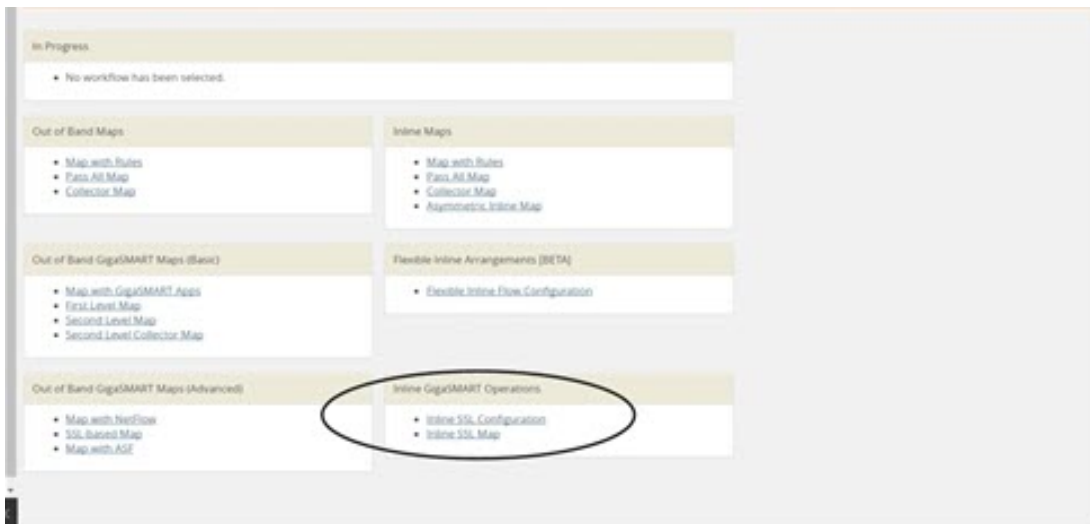 In Progress
No workflow has been selected.
Out of Band Maps
Map with Rules
Pass All Map
Collector Map
Inline Maps
Map with Rules
Pass All Map
Collector Map
Asymmetric Inline Map
Out of Band GigaSMART Maps (Basic)
Map with GigaSMART Apps
First Level Map
Second Level Map
Second Level Collector Map
Flexible Inline Arrangements [BETA]
Flexible Inline Flow Configuration
Out of Band GigaSMART Maps (Advanced)
Map with NetFlow
SSL-based Map
Map with ASF
Inline GigaSMART Operations
Inline SSL Configuration
Inline SSL Map